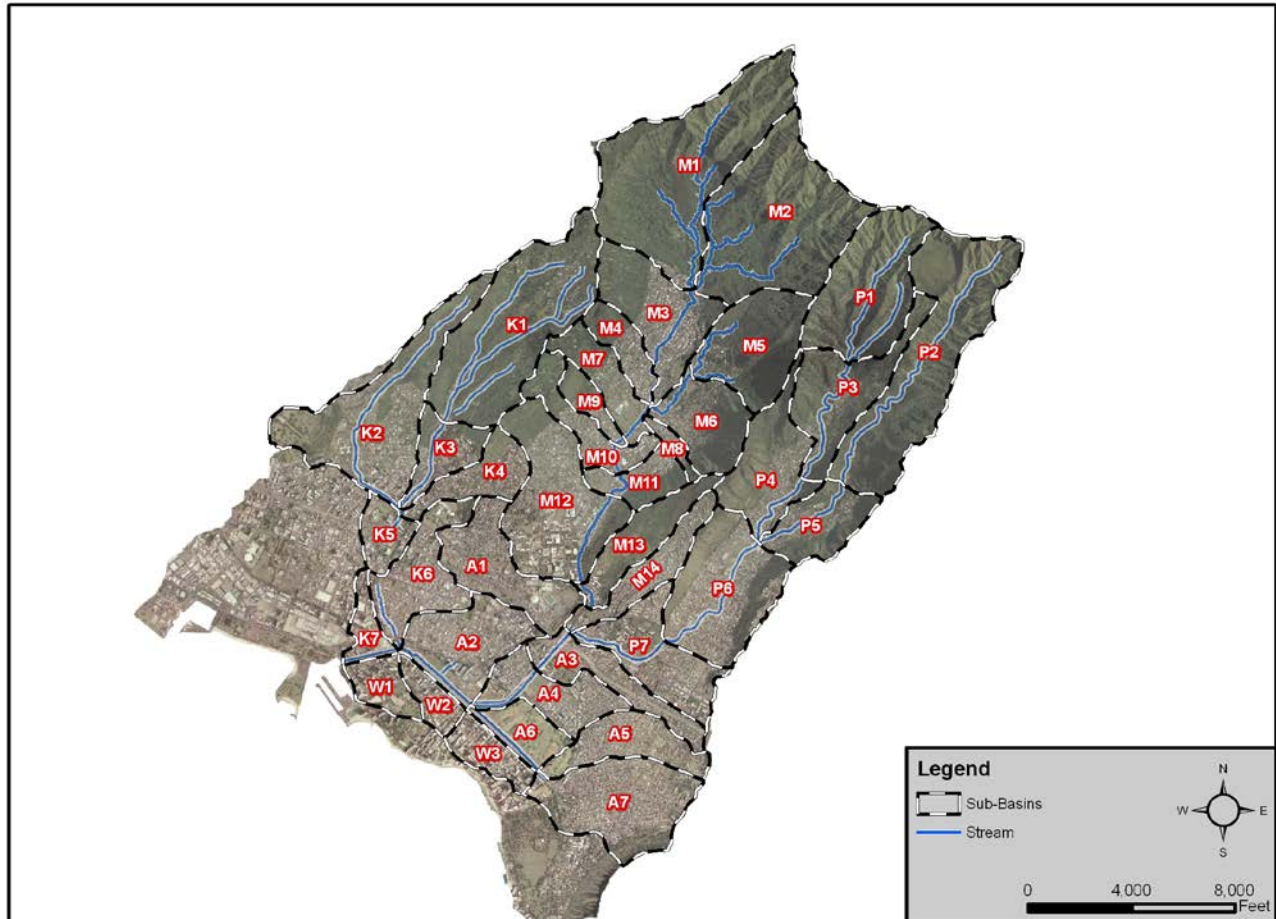 M1
M2
P1
M3
K1
M4
M5
P2
M7
P3
M9
M6
K2
K3
M10
M8
K4
P4
M11
M12
P5
K5
M13
A1
K6
M14
P6
K7
A2
P7
A3
W1
A4
W2
A6
A5
W3
A7
Legend
Sub-Basins
Stream
N
W E
S
0 4,000 8,000
Feet